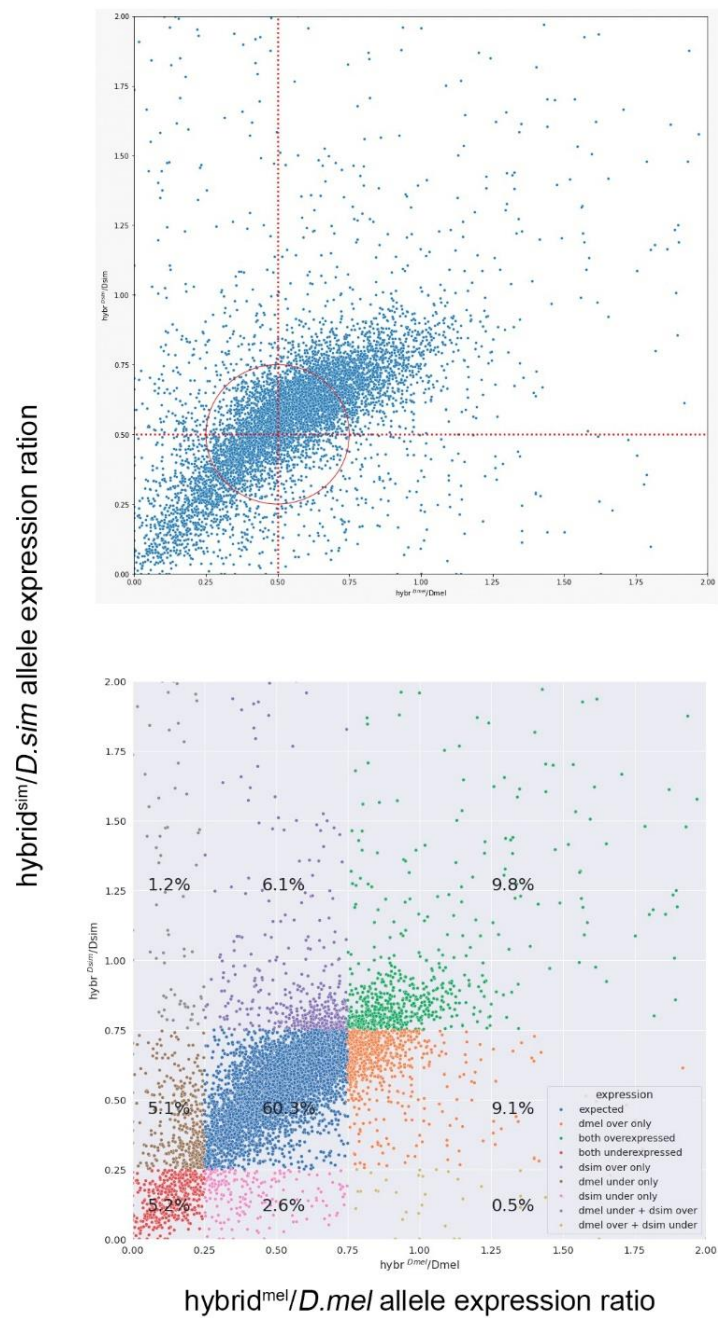 2.00
1.75
1.50
1.25
1.00
0.75
0.50
0.25
0.00
hybr Dsim/Dsim
0.00 0.25 0.50 0.75 1.00 1.25 1.50 1.75 2.00
hybr Dmel/Dmel
hybridsim/D.sim allele expression ration
2.00
1.75
1.50
1.25
1.00
0.75
0.50
0.25
0.00
hybr Dsim/Dsim
1.2% 6.1% 9.8%
5.1% 60.3% 9.1%
5.2% 2.6% 0.5%
expression
expected
dmel over only
both overexpressed
both underexpressed
dsim over only
dmel under only
dsim under only
dmel under + dsim over
dmel over + dsim under
0.00 0.25 0.50 0.75 1.00 1.25 1.50 1.75 2.00
hybr Dmel/Dmel
hybridmel/D.mel allele expression ratio